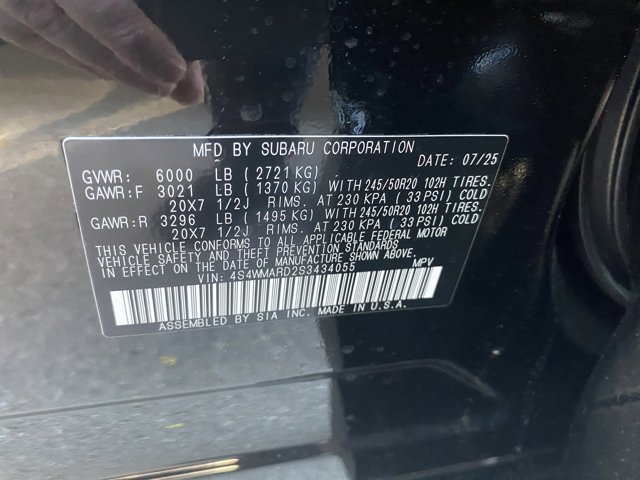 MFD BY SUBARU CORPORATION
DATE: 07/25
GVWR: 6000 LB (2721 KG)
GAWR:F 3021 LB (1370 KG) WITH 245/50R20 102H TIRES.
20X7 1/2J RIMS. AT 230 KPA (33 PSI) COLD
GAWR:R 3296 LB (1495 KG) WITH 245/50R20 102H TIRES.
20X7 1/2J RIMS. AT 230 KPA (33 PSI) COLD
THIS VEHICLE CONFORMS TO ALL APPLICABLE FEDERAL MOTOR
VEHICLE SAFETY AND THEFT PREVENTION STANDARDS
IN EFFECT ON THE DATE OF MANUFACTURE SHOWN ABOVE.
VIN: 4S4WMARD2S3434055 MPV
ASSEMBLED BY SIA INC. MADE IN U.S.A.